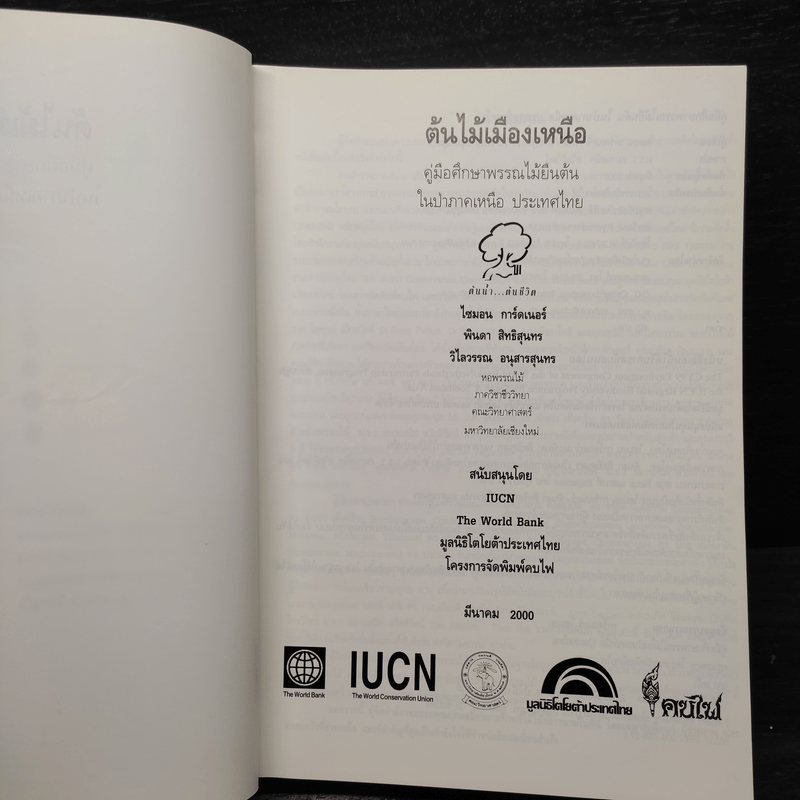 ต้นไม้เมืองเหนือ
คู่มือศึกษาพรรณไม้ยืนต้น
ในป่าภาคเหนือ ประเทศไทย
ต้นน้ำ...ต้นชีวิต
ไซมอน การ์ดเนอร์
พินดา สิทธิสุนทร
วิไลวรรณ อนุสารสุนทร
หอพรรณไม้
ภาควิชาชีววิทยา
คณะวิทยาศาสตร์
มหาวิทยาลัยเชียงใหม่
สนับสนุนโดย
IUCN
The World Bank
มูลนิธิโตโยต้าประเทศไทย
โครงการจัดพิมพ์คบไฟ
มีนาคม 2000
The World Bank
IUCN
The World Conservation Union
มูลนิธิโตโยต้าประเทศไทย
คบไฟ